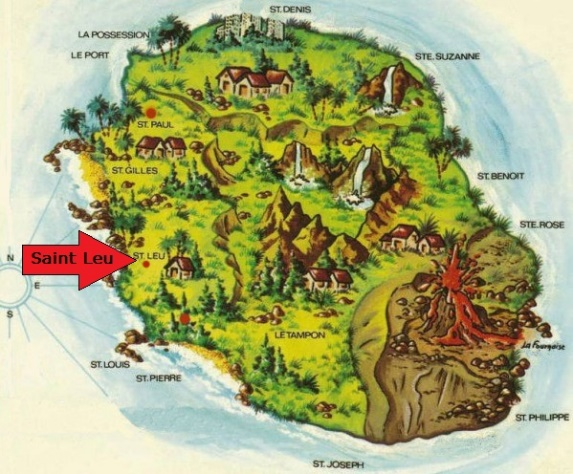 ST. DENIS
LA POSSESSION
LE PORT
STE. SUZANNE
ST. PAUL
ST. GILLES
ST. BENOIT
STE. ROSE
Saint Leu
ST. LEU
N
E
S
LE TAMPON
La Fournaise
ST. LOUIS
ST. PIERRE
ST. PHILIPPE
ST. JOSEPH